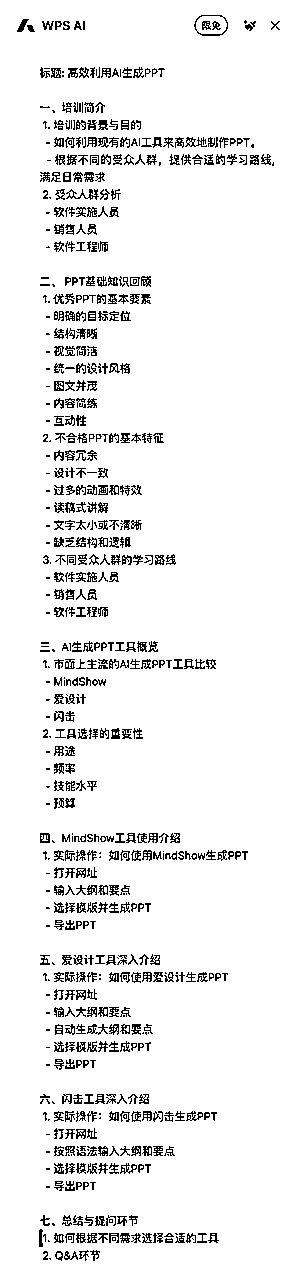 WPS AI
限免
标题: 高效利用AI生成PPT
一、培训简介
1. 培训的背景与目的
- 如何利用现有的AI工具来高效地制作PPT。
- 根据不同的受众人群，提供合适的学习路线，
满足日常需求
2. 受众人群分析
- 软件实施人员
- 销售人员
- 软件工程师
二、 PPT基础知识回顾
1. 优秀PPT的基本要素
- 明确的目标定位
- 结构清晰
- 视觉简洁
- 统一的设计风格
- 图文并茂
- 内容简练
- 互动性
2. 不合格PPT的基本特征
- 内容冗余
- 设计不一致
- 过多的动画和特效
- 读稿式讲解
- 文字太小或不清晰
- 缺乏结构和逻辑
3. 不同受众人群的学习路线
- 软件实施人员
- 销售人员
- 软件工程师
三、AI生成PPT工具概览
1. 市面上主流的AI生成PPT工具比较
- MindShow
- 爱设计
- 闪击
2. 工具选择的重要性
- 用途
- 频率
- 技能水平
- 预算
四、MindShow工具使用介绍
1. 实际操作：如何使用MindShow生成PPT
- 打开网址
- 输入大纲和要点
- 选择模版并生成PPT
- 导出PPT
五、爱设计工具深入介绍
1. 实际操作：如何使用爱设计生成PPT
- 打开网址
- 输入大纲和要点
- 自动生成大纲和要点
- 选择模版并生成PPT
- 导出PPT
六、闪击工具深入介绍
1. 实际操作：如何使用闪击生成PPT
- 打开网址
- 按照语法输入大纲和要点
- 选择模版并生成PPT
- 导出PPT
七、总结与提问环节
1. 如何根据不同需求选择合适的工具
2. Q&A环节